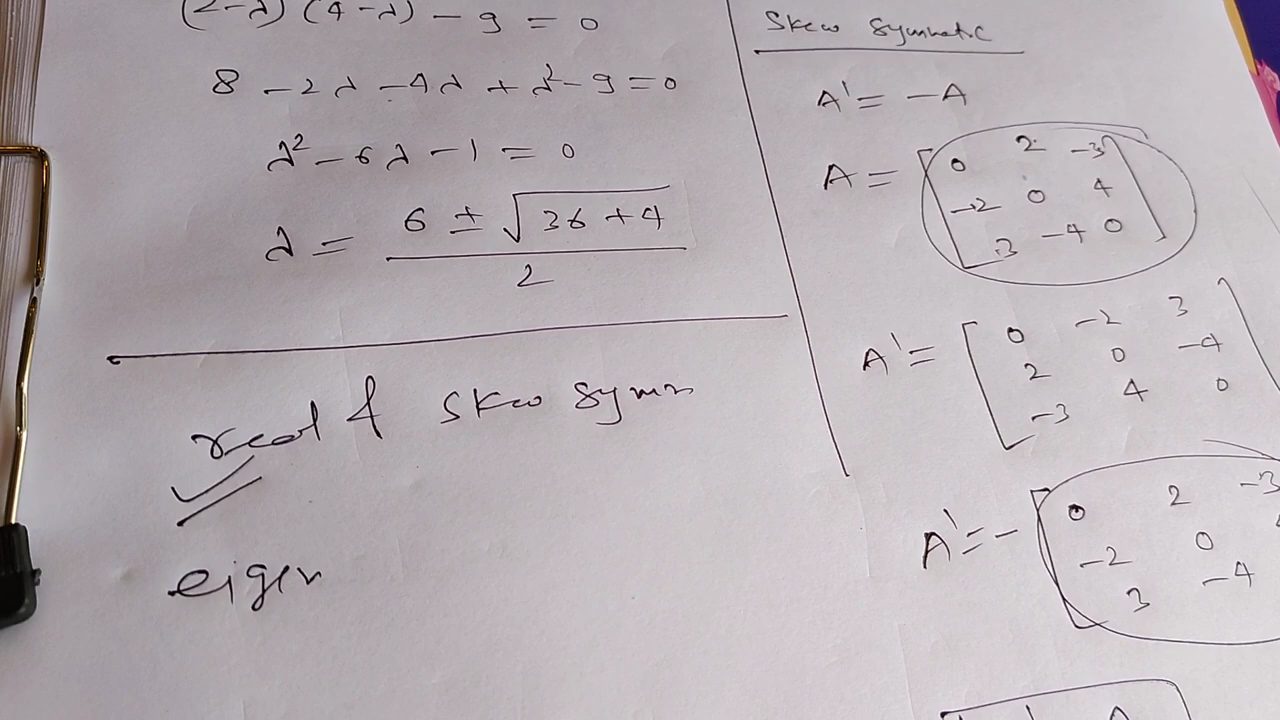 (2-λ) (4-λ) - 9 = 0
8 - 2λ - 4λ + λ² - 9 = 0
λ² - 6λ - 1 = 0
λ = 6 ± √36 + 4
2
real & skew symm
eigen
Skew Symmetric
A' = - A
A = [ 0 2 -3
-2 0 4
3 -4 0 ]
A' = [ 0 -2 3
2 0 -4
-3 4 0 ]
A' = - [ 0 2 -3
-2 0
3 -4